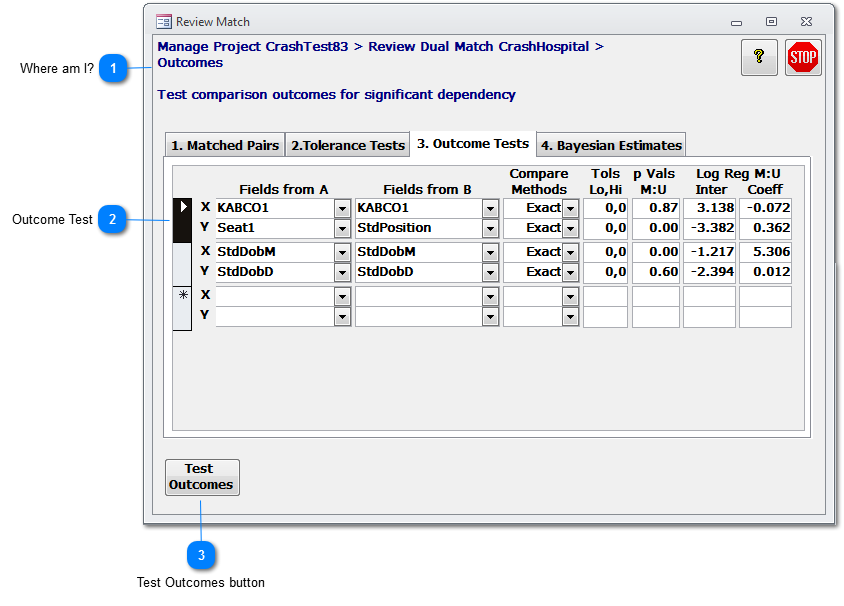 Review Match
Manage Project CrashTest83 > Review Dual Match CrashHospital >
Outcomes
?
STOP
Where am I?
1
Test comparison outcomes for significant dependency
1. Matched Pairs
2.Tolerance Tests
3. Outcome Tests
4. Bayesian Estimates
Compare Tols p Vals Log Reg M:U
Fields from A Fields from B Methods Lo,Hi M:U Inter Coeff
X KABCO1 KABCO1 Exact 0,0 0.87 3.138 -0.072
Outcome Test
2
Y Seat1 StdPosition Exact 0,0 0.00 -3.382 0.362
X StdDobM StdDobM Exact 0,0 0.00 -1.217 5.306
Y StdDobD StdDobD Exact 0,0 0.60 -2.394 0.012
* X
Y
Test
Outcomes
3
Test Outcomes button